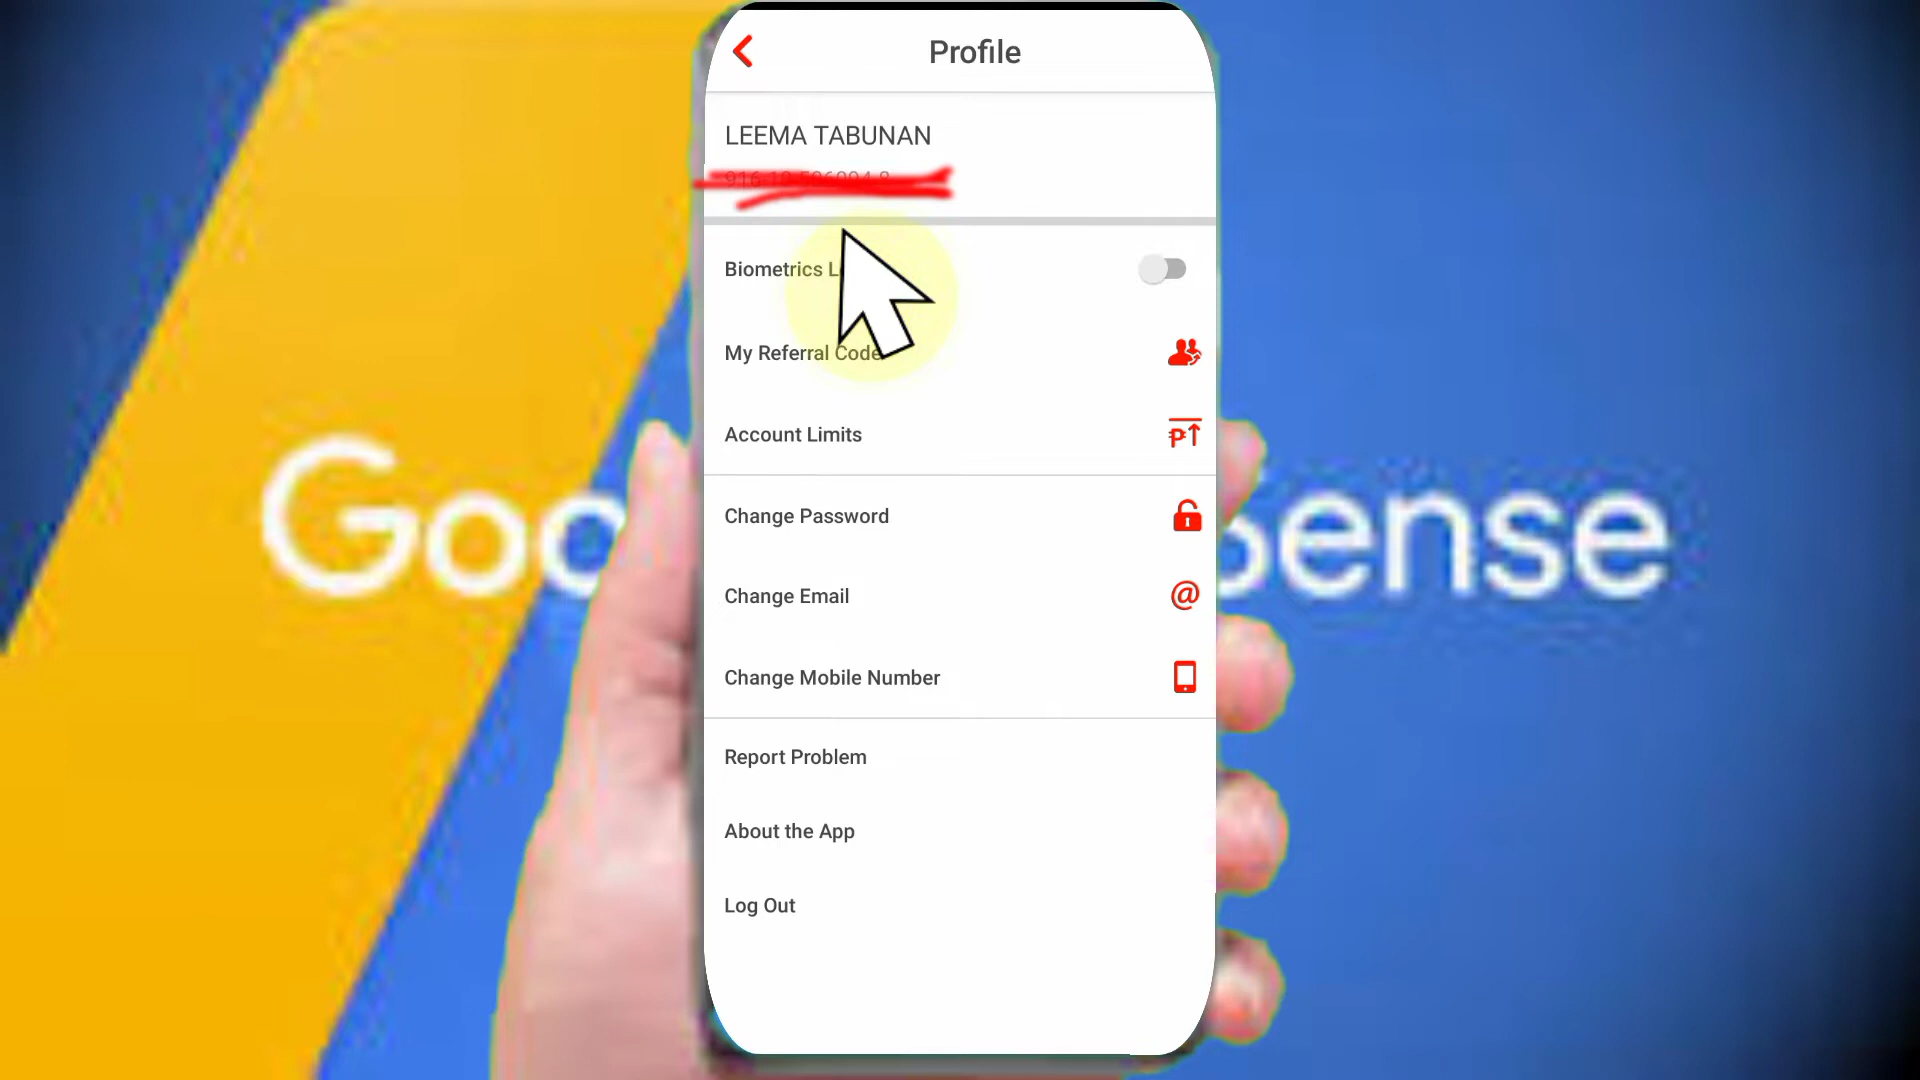 Profile
LEEMA TABUNAN
Biometrics L
My Referral Code
Account Limits
Change Password
Change Email
Change Mobile Number
Report Problem
About the App
Log Out
Goo
Sense